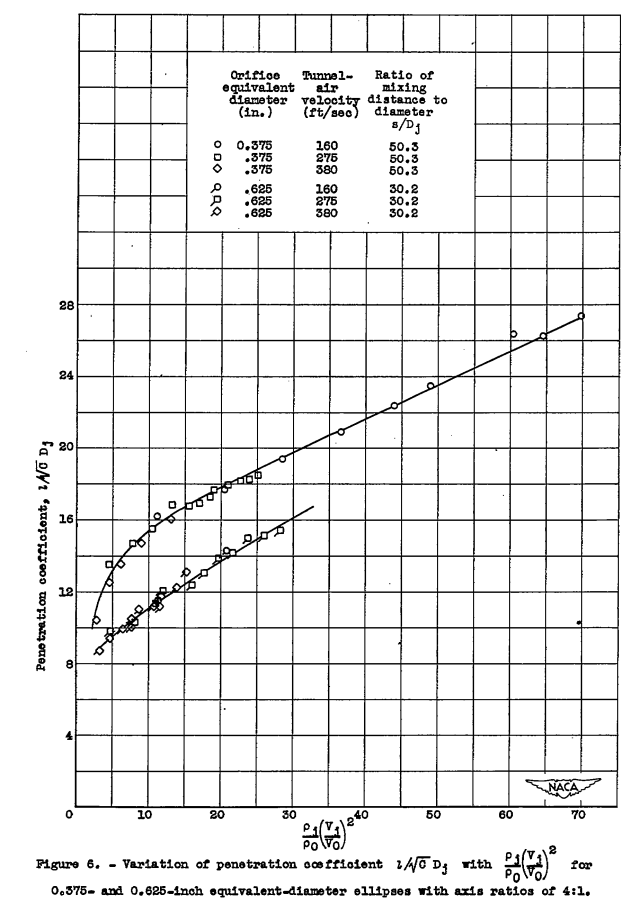 Orifice equivalent diameter (in.) Tunnel-air velocity (ft/sec) Ratio of mixing distance to diameter s/Dj
0.375 160 50.3
.375 275 50.3
.375 380 50.3
.625 160 30.2
.625 275 30.2
.625 380 30.2
28
24
20
16
12
8
4
Penetration coefficient, l/√C Dj
0 10 20 30 40 50 60 70
ρj/ρ0 (Vj/V0)²
NACA
Figure 6. - Variation of penetration coefficient l/√C Dj with ρj/ρ0 (Vj/V0)² for
0.375- and 0.625-inch equivalent-diameter ellipses with axis ratios of 4:1.